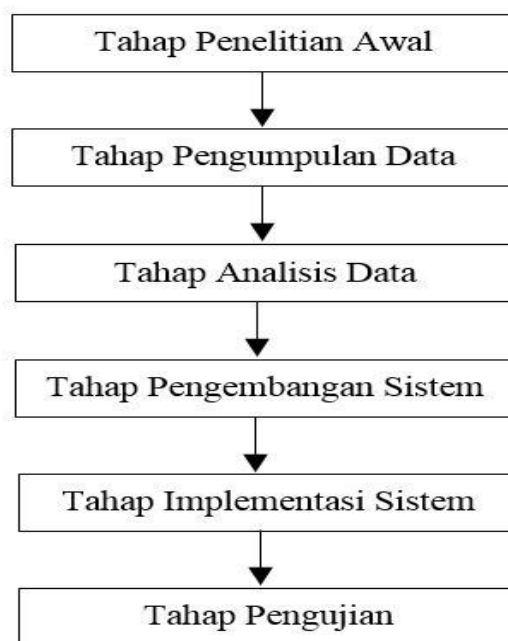 Tahap Penelitian Awal
Tahap Pengumpulan Data
Tahap Analisis Data
Tahap Pengembangan Sistem
Tahap Implementasi Sistem
Tahap Pengujian